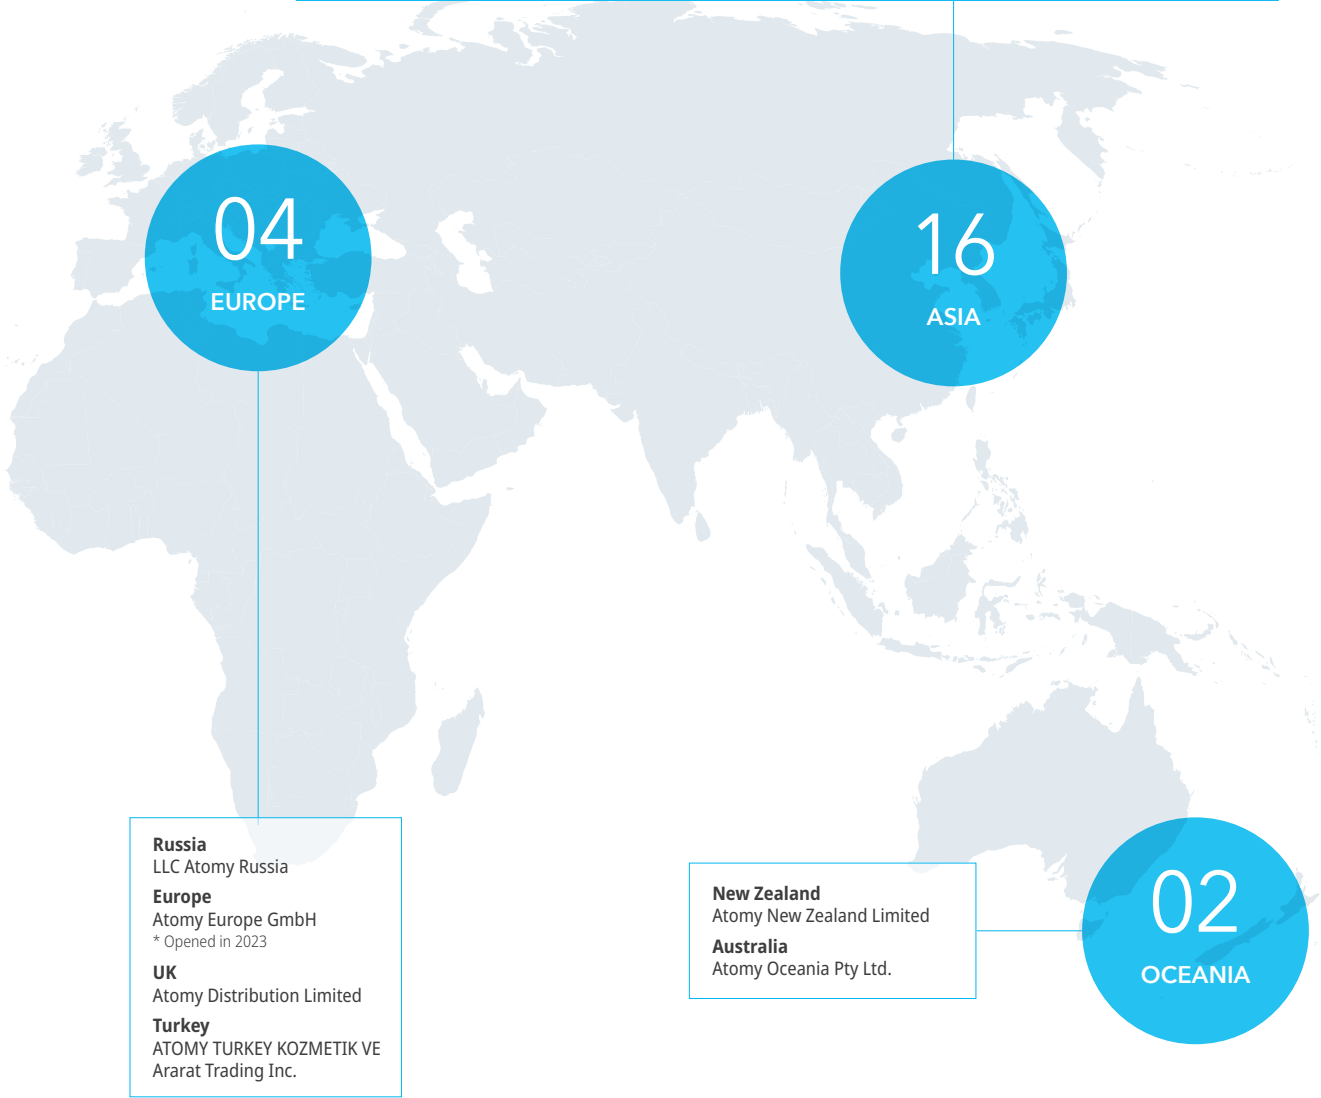 04
EUROPE
16
ASIA
Russia
LLC Atomy Russia
Europe
Atomy Europe GmbH
* Opened in 2023
UK
Atomy Distribution Limited
Turkey
ATOMY TURKEY KOZMETIK VE
Ararat Trading Inc.
New Zealand
Atomy New Zealand Limited
Australia
Atomy Oceania Pty Ltd.
02
OCEANIA